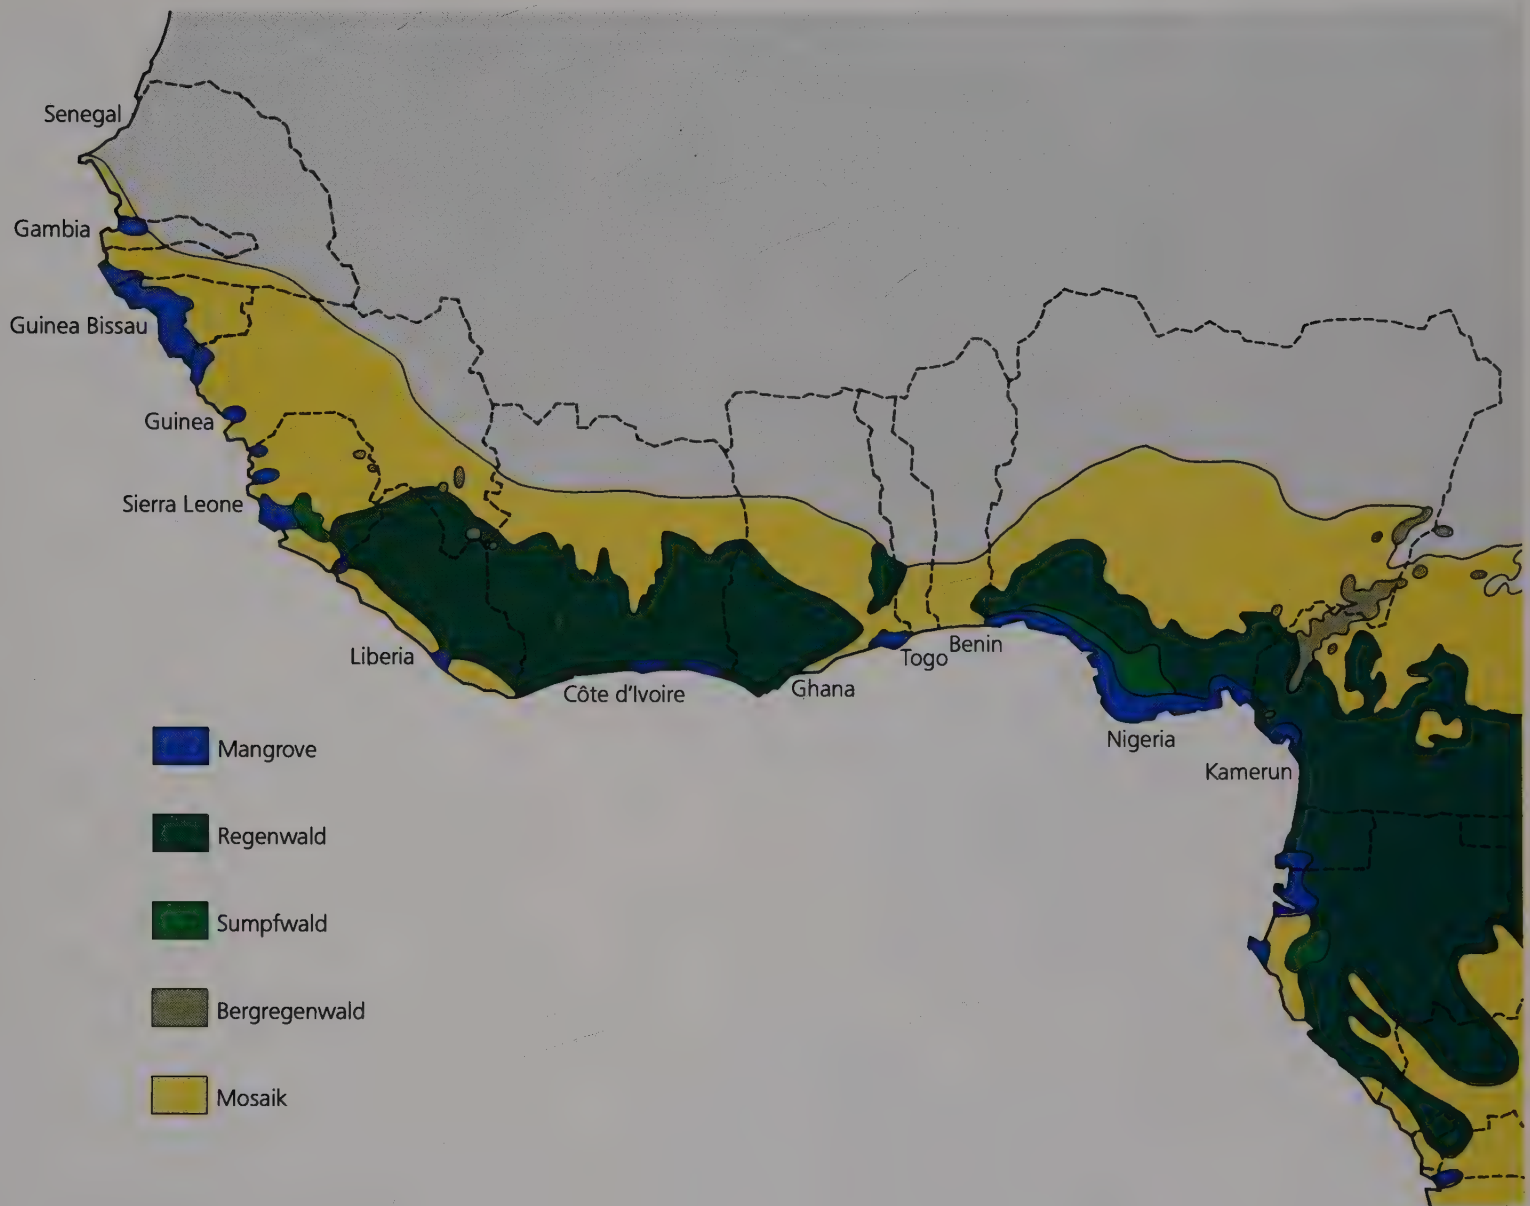 Senegal
Gambia
Guinea Bissau
Guinea
Sierra Leone
Liberia
Côte d'Ivoire
Ghana
Togo
Benin
Nigeria
Kamerun
Mangrove
Regenwald
Sumpfwald
Bergregenwald
Mosaik